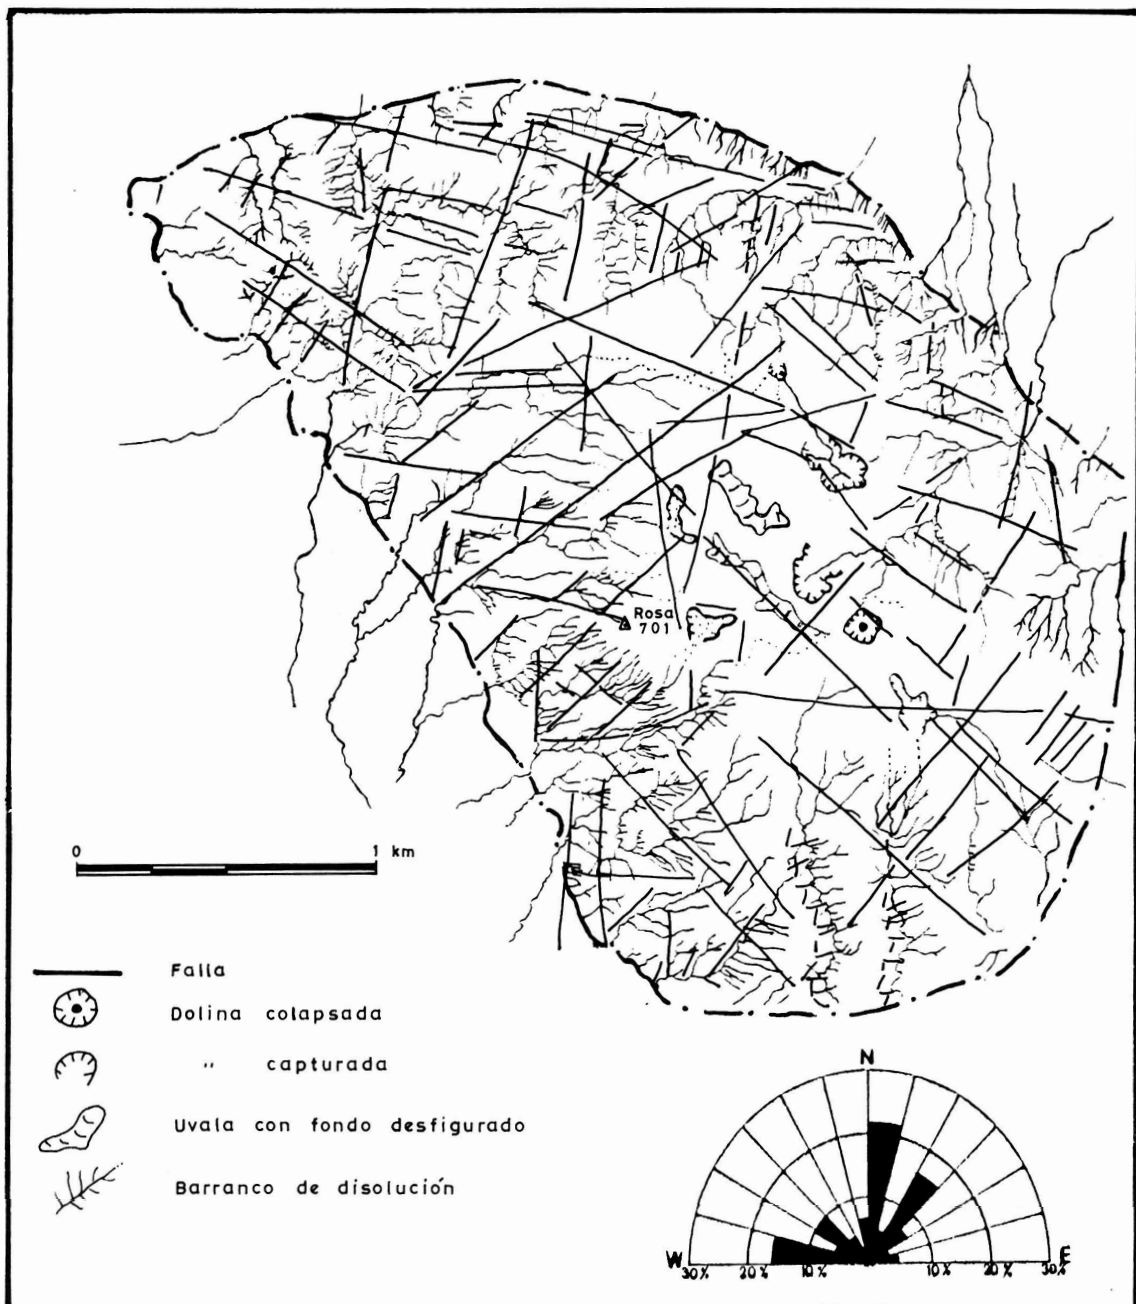 Rosa
701
0 1 km
Falla
Dolina colapsada
" capturada
Uvala con fondo desfigurado
Barranco de disolución
N
W E
30% 20% 10% 10% 20% 30%